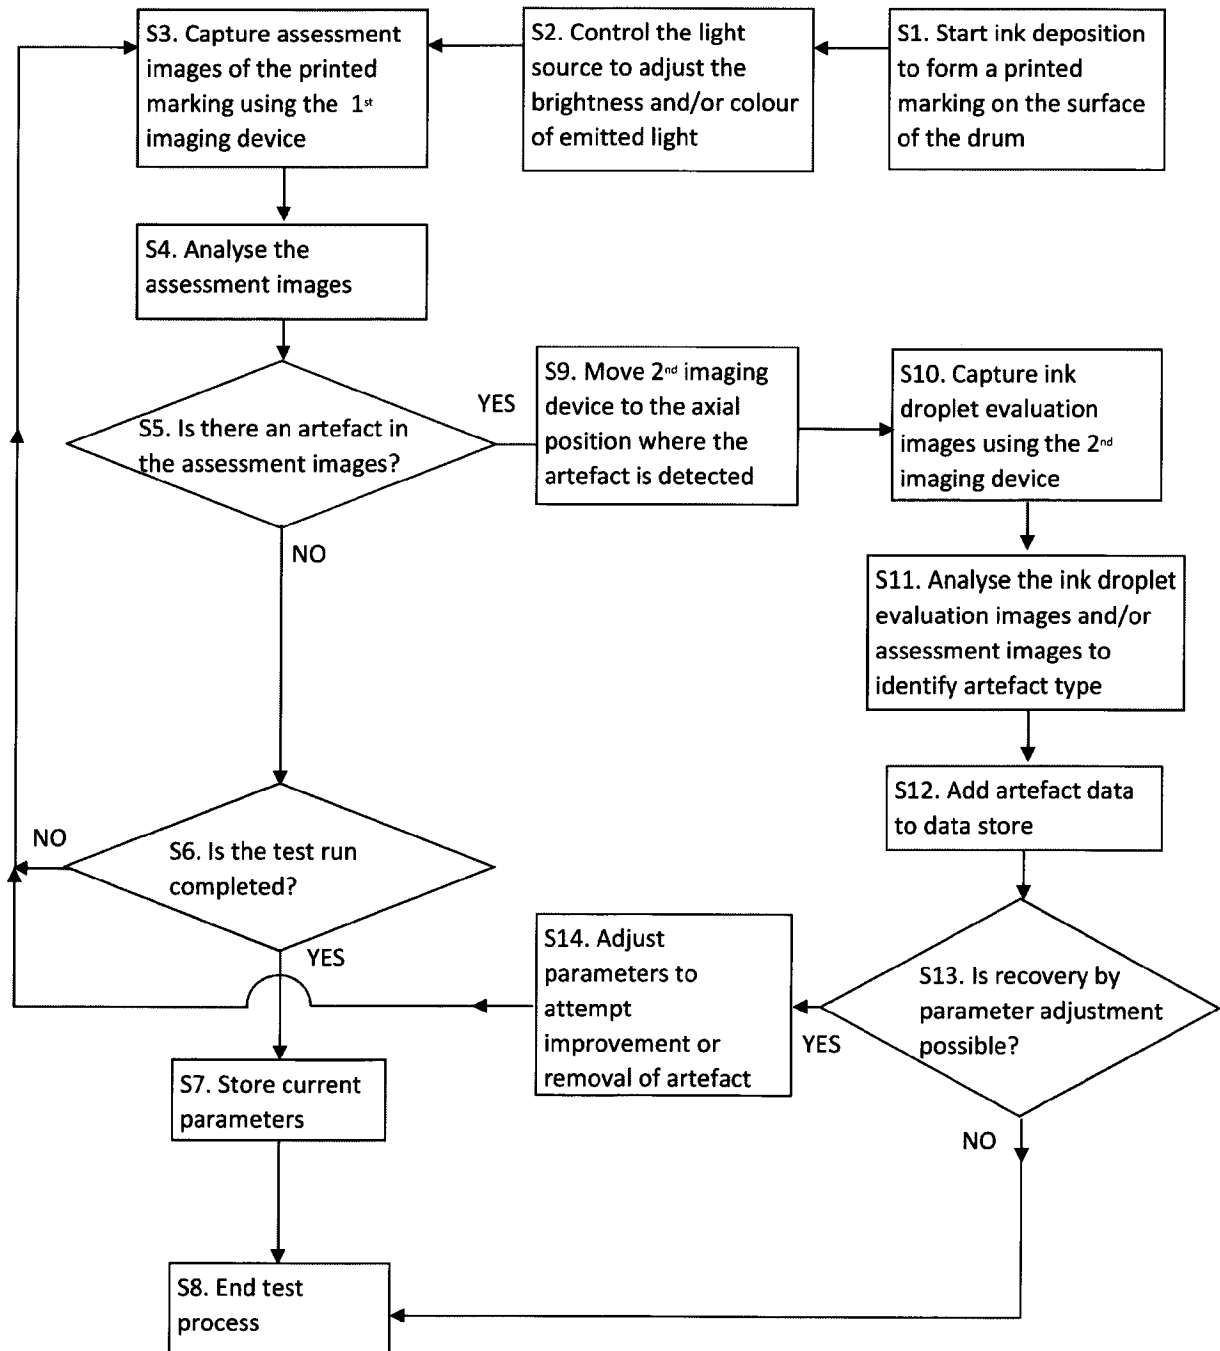 S3. Capture assessment
images of the printed
marking using the 1st
imaging device
S2. Control the light
source to adjust the
brightness and/or colour
of emitted light
S1. Start ink deposition
to form a printed
marking on the surface
of the drum
S4. Analyse the
assessment images
S5. Is there an artefact in
the assessment images?
YES
NO
S9. Move 2nd imaging
device to the axial
position where the
artefact is detected
S10. Capture ink
droplet evaluation
images using the 2nd
imaging device
S11. Analyse the ink droplet
evaluation images and/or
assessment images to
identify artefact type
S12. Add artefact data
to data store
S13. Is recovery by
parameter adjustment
possible?
YES
NO
S14. Adjust
parameters to
attempt
improvement or
removal of artefact
S6. Is the test run
completed?
NO
YES
S7. Store current
parameters
S8. End test
process